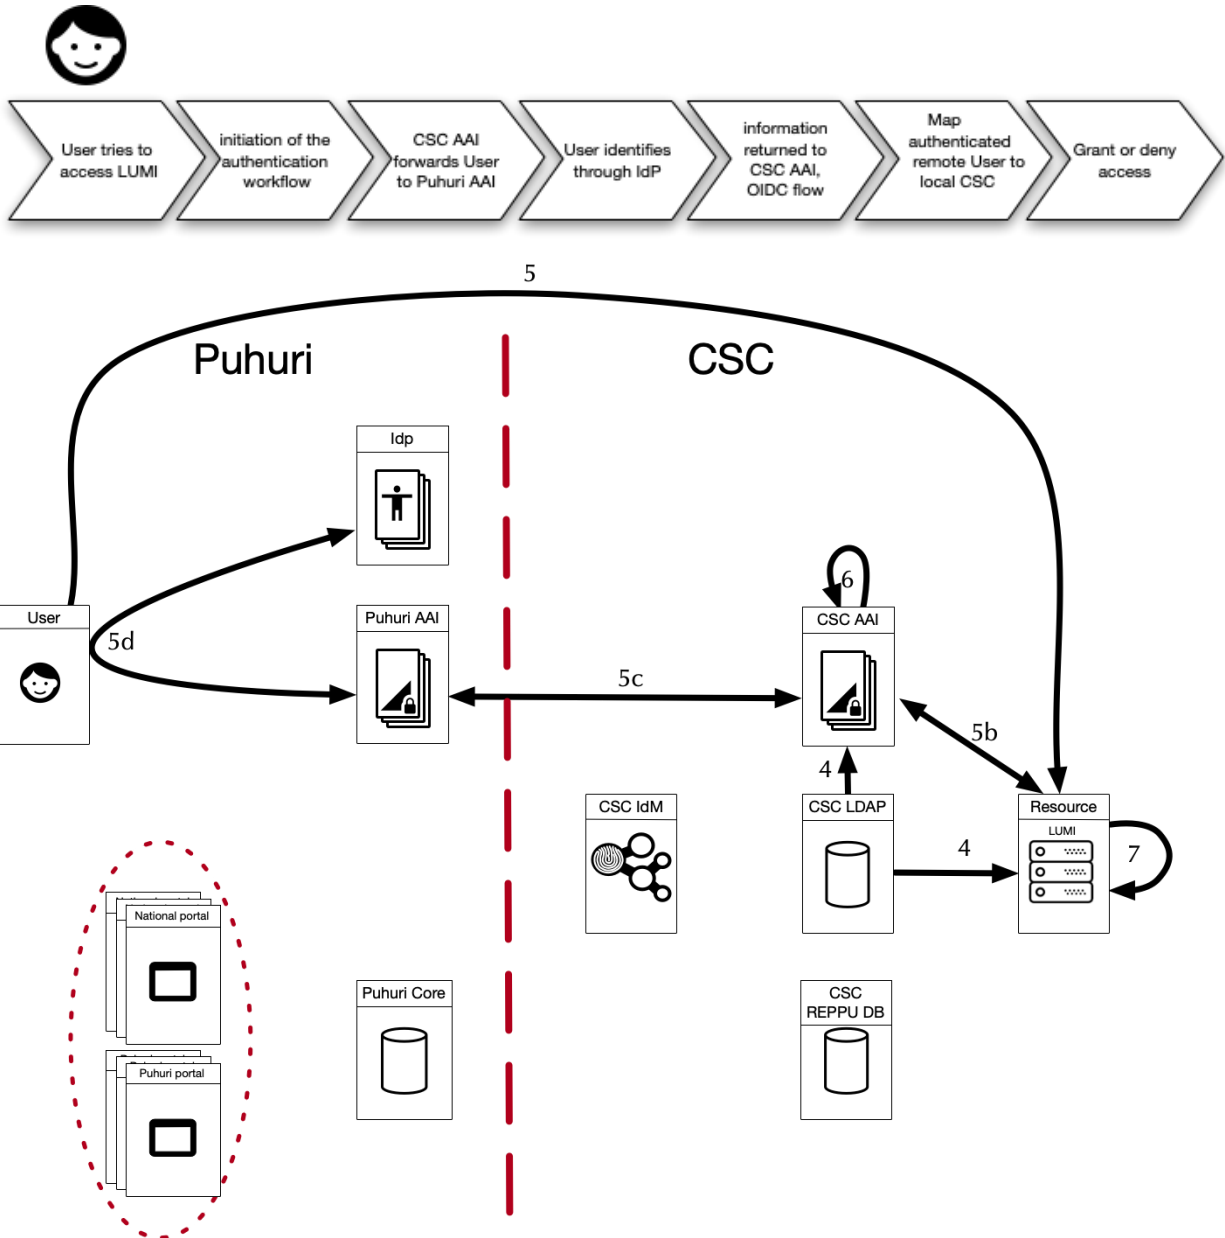 User tries to
access LUMI
initiation of the
authentication
workflow
CSC AAI
forwards User
to Puhuri AAI
User identifies
through IdP
information
returned to
CSC AAI,
OIDC flow
Map
authenticated
remote User to
local CSC
Grant or deny
access
5
Puhuri
CSC
Idp
6
User
Puhuri AAI
CSC AAI
5d
5c
5b
4
CSC IdM
CSC LDAP
Resource
LUMI
4
7
National portal
Puhuri Core
CSC
REPPU DB
Puhuri portal